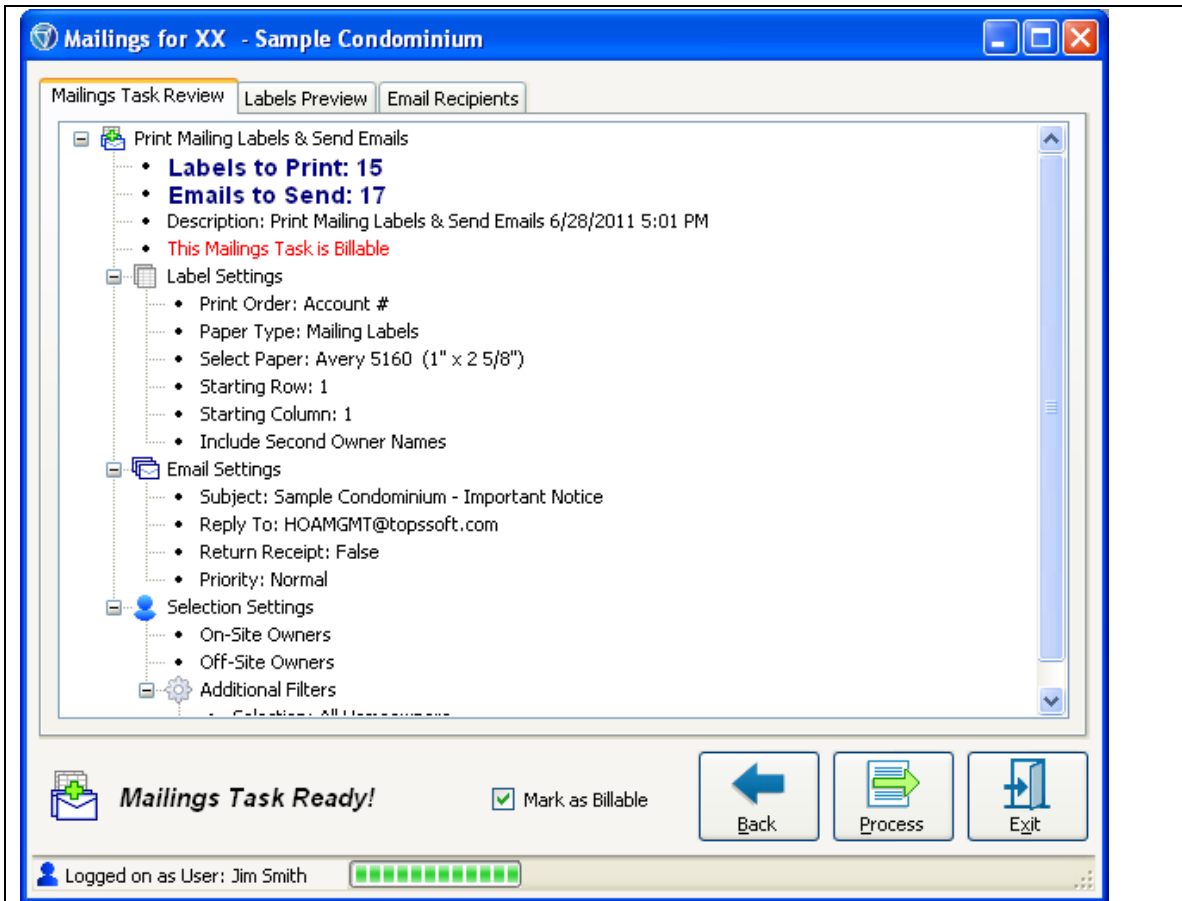 Mailings for XX - Sample Condominium
Mailings Task Review Labels Preview Email Recipients
Print Mailing Labels & Send Emails
• Labels to Print: 15
• Emails to Send: 17
• Description: Print Mailing Labels & Send Emails 6/28/2011 5:01 PM
• This Mailings Task is Billable
Label Settings
• Print Order: Account #
• Paper Type: Mailing Labels
• Select Paper: Avery 5160 (1" x 2 5/8")
• Starting Row: 1
• Starting Column: 1
• Include Second Owner Names
Email Settings
• Subject: Sample Condominium - Important Notice
• Reply To: HOAMGMT@topssoft.com
• Return Receipt: False
• Priority: Normal
Selection Settings
• On-Site Owners
• Off-Site Owners
Additional Filters
• Selection: All Homeowners
Mailings Task Ready!
Mark as Billable
Back
Process
Exit
Logged on as User: Jim Smith